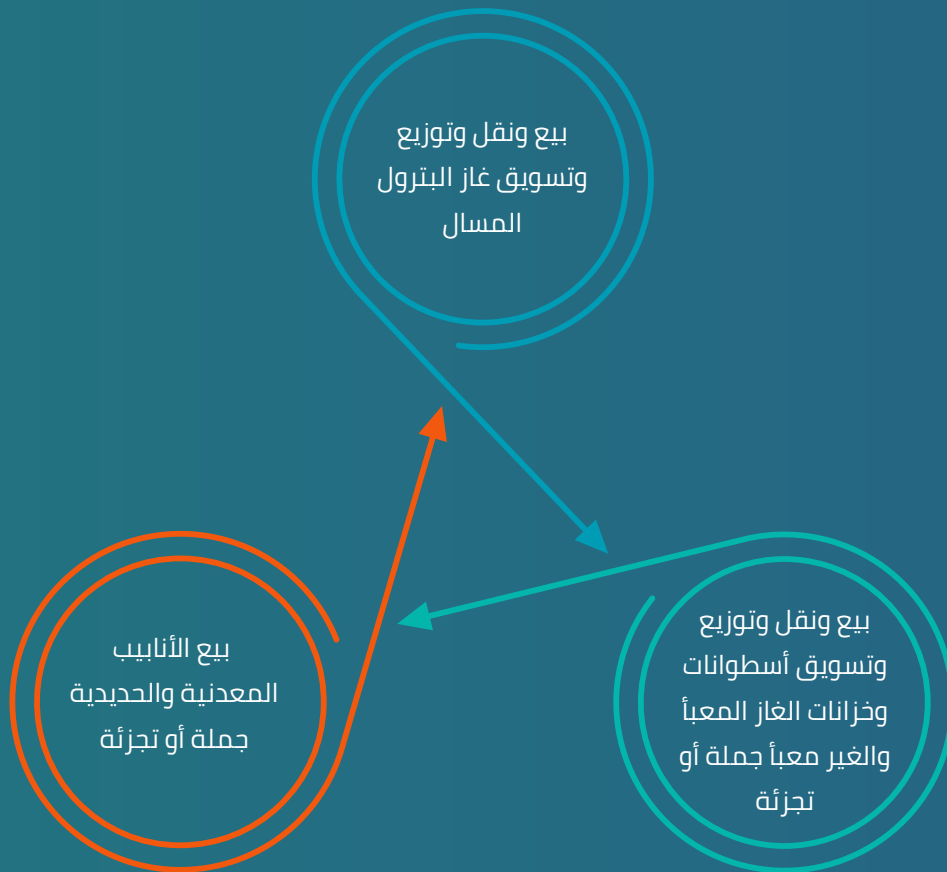 بيع ونقل وتوزيع
وتسويق غاز البترول
المسال
بيع ونقل وتوزيع
وتسويق أسطوانات
وخزانات الغاز المعبأ
والغير معبأ جملة أو
تجزئة
بيع الأنابيب
المعدنية والحديدية
جملة أو تجزئة